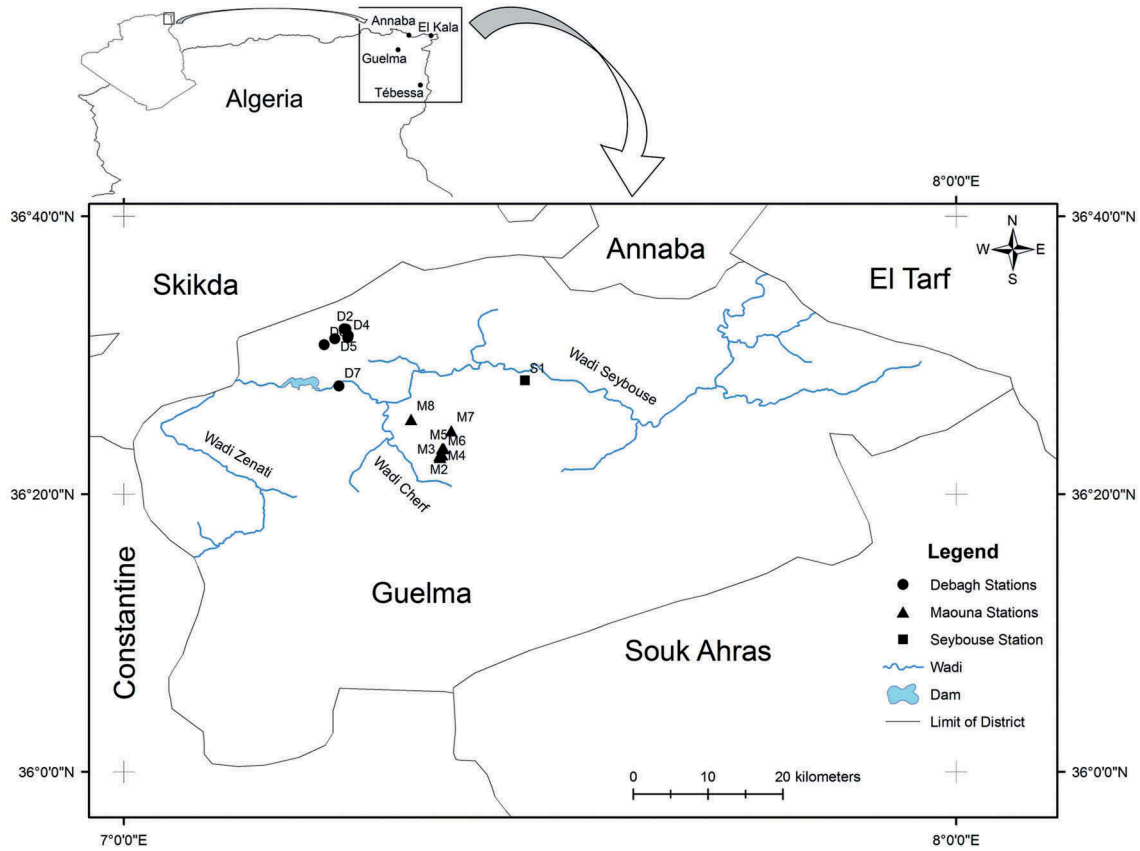 Annaba
El Kala
Guelma
Tébessa
Algeria
8°0'0"E
36°40'0"N
36°40'0"N
N
W E
S
Annaba
Skikda
El Tarf
D2
D4
D5
D7
S1
Wadi Seybouse
M8
M7
M5
M6
M3
M4
M2
Wadi Zenati
Wadi Cherf
36°20'0"N
36°20'0"N
Constantine
Guelma
Souk Ahras
Legend
Debagh Stations
Maouna Stations
Seybouse Station
Wadi
Dam
Limit of District
0 10 20 kilometers
36°0'0"N
36°0'0"N
7°0'0"E
8°0'0"E